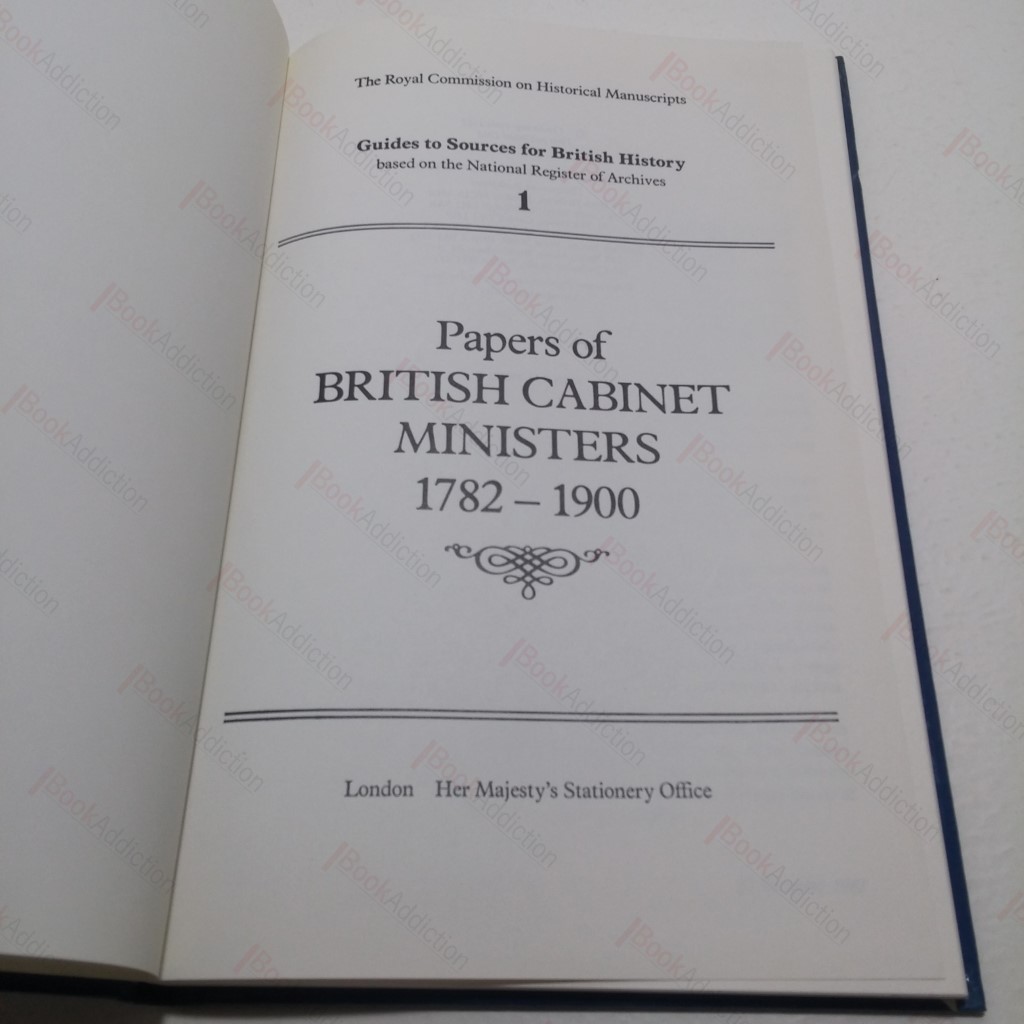 The Royal Commission on Historical Manuscripts
Guides to Sources for British History
based on the National Register of Archives
1
Papers of
BRITISH CABINET
MINISTERS
1782 – 1900
London Her Majesty's Stationery Office
BookAddiction